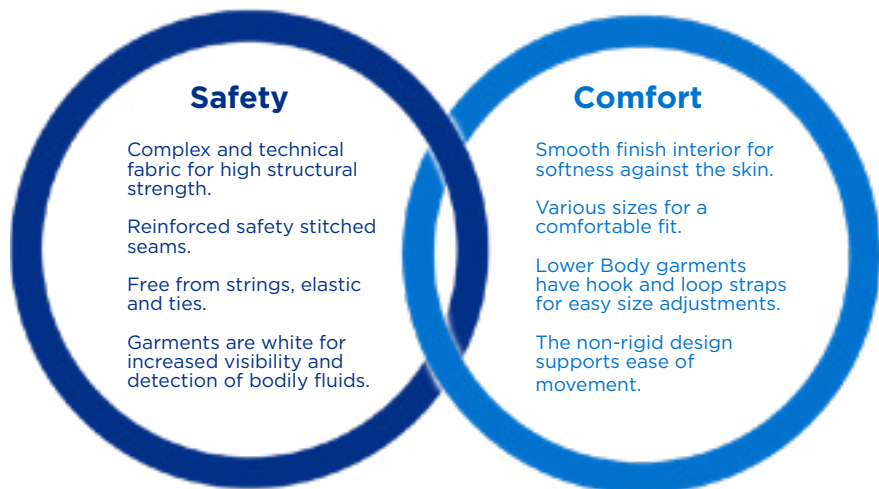 Safety
Complex and technical
fabric for high structural
strength.
Reinforced safety stitched
seams.
Free from strings, elastic
and ties.
Garments are white for
increased visibility and
detection of bodily fluids.
Comfort
Smooth finish interior for
softness against the skin.
Various sizes for a
comfortable fit.
Lower Body garments
have hook and loop straps
for easy size adjustments.
The non-rigid design
supports ease of
movement.